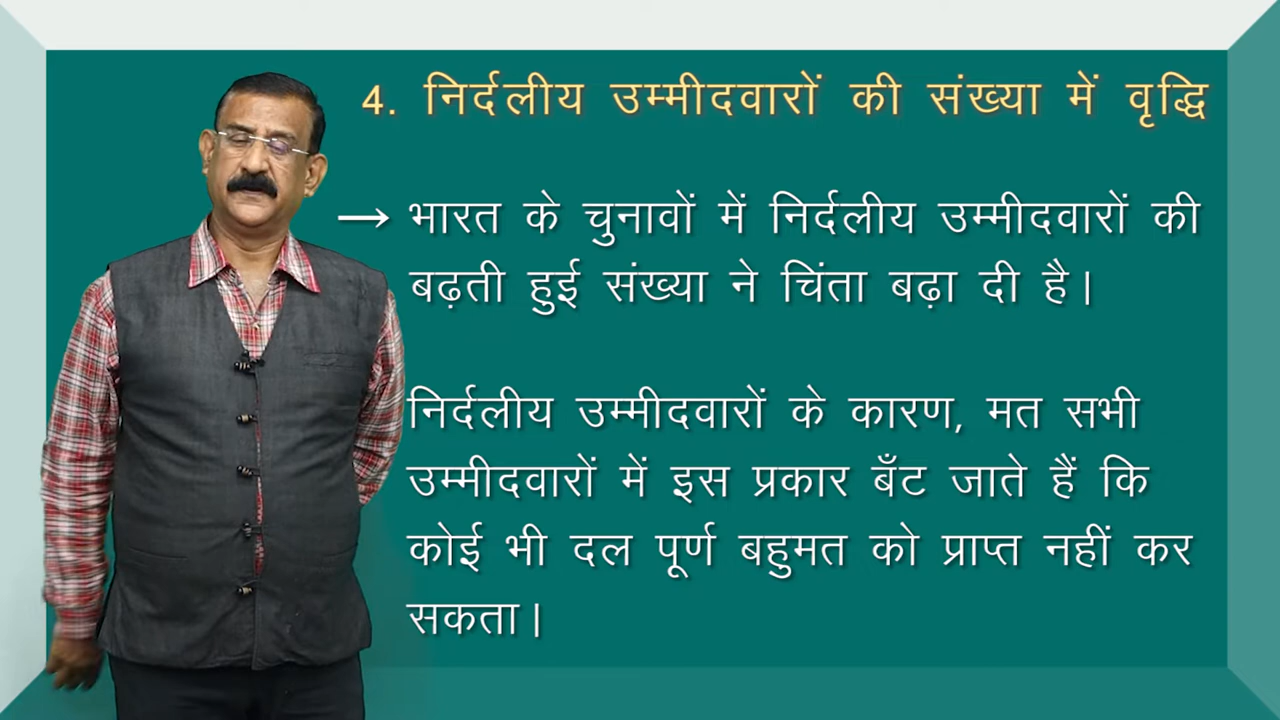 4. निर्दलीय उम्मीदवारों की संख्या में वृद्धि
→ भारत के चुनावों में निर्दलीय उम्मीदवारों की
बढ़ती हुई संख्या ने चिंता बढ़ा दी है।
निर्दलीय उम्मीदवारों के कारण, मत सभी
उम्मीदवारों में इस प्रकार बँट जाते हैं कि
कोई भी दल पूर्ण बहुमत को प्राप्त नहीं कर
सकता।